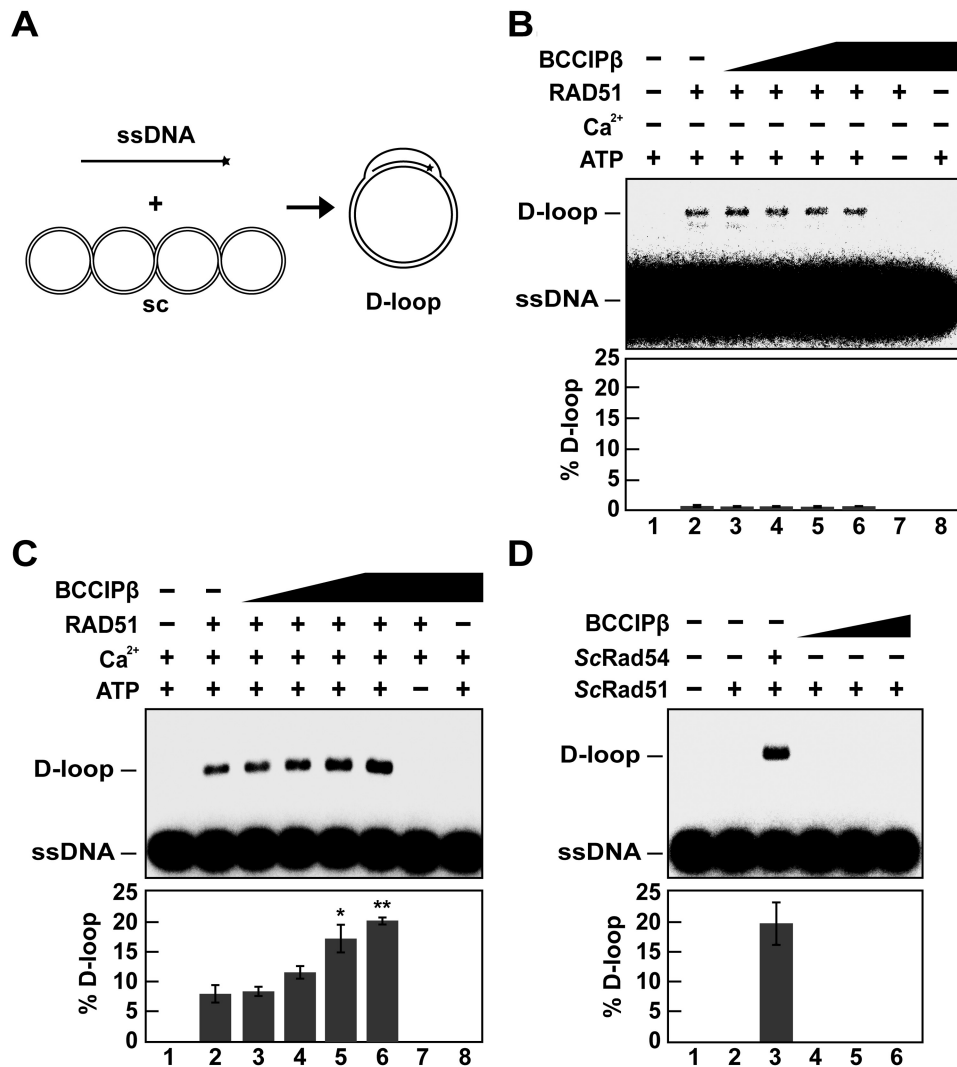 A
ssDNA
+
sc
D-loop
B
BCCIPβ − −
RAD51 − + + + + + + −
Ca²⁺ − − − − − − − −
ATP + + + + + + − +
D-loop
ssDNA
% D-loop
25
20
15
10
5
0
1 2 3 4 5 6 7 8
C
BCCIPβ − −
RAD51 − + + + + + + −
Ca²⁺ + + + + + + + +
ATP + + + + + + − +
D-loop
ssDNA
% D-loop
25
20
15
10
5
0
* **
1 2 3 4 5 6 7 8
D
BCCIPβ − − −
ScRad54 − − + − − −
ScRad51 − + + + + +
D-loop
ssDNA
% D-loop
25
20
15
10
5
0
1 2 3 4 5 6